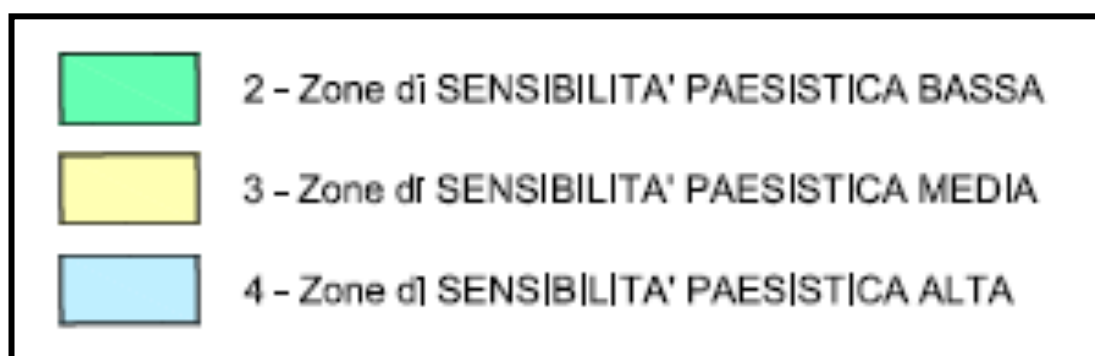 2 - Zone di SENSIBILITA' PAESISTICA BASSA
3 - Zone di SENSIBILITA' PAESISTICA MEDIA
4 - Zone di SENSIBILITA' PAESISTICA ALTA